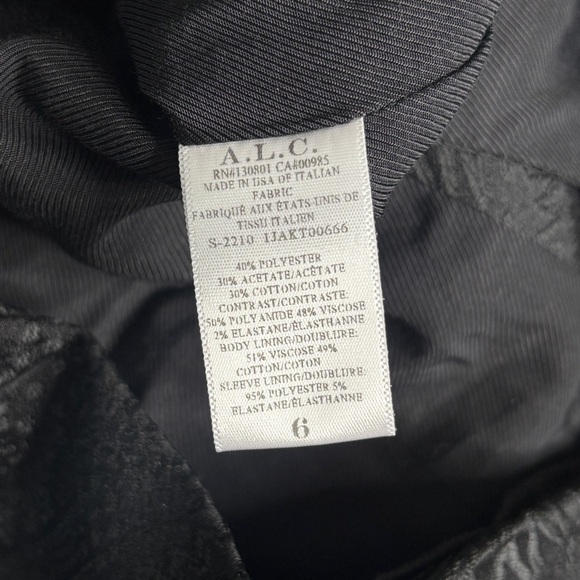 A.L.C.
RN#130801 CA#00985
MADE IN USA OF ITALIAN
FABRIC
FABRIQUÉ AUX ÉTATS-UNIS DE
TISSU ITALIEN
S-2210 1JAKT00666
40% POLYESTER
30% ACETATE/ACÉTATE
30% COTTON/COTON
CONTRAST/CONTRASTE:
50% POLYAMIDE 48% VISCOSE
2% ELASTANE/ÉLASTHANNE
BODY LINING/DOUBLURE:
51% VISCOSE 49%
COTTON/COTON
SLEEVE LINING/DOUBLURE:
95% POLYESTER 5%
ELASTANE/ÉLASTHANNE
6